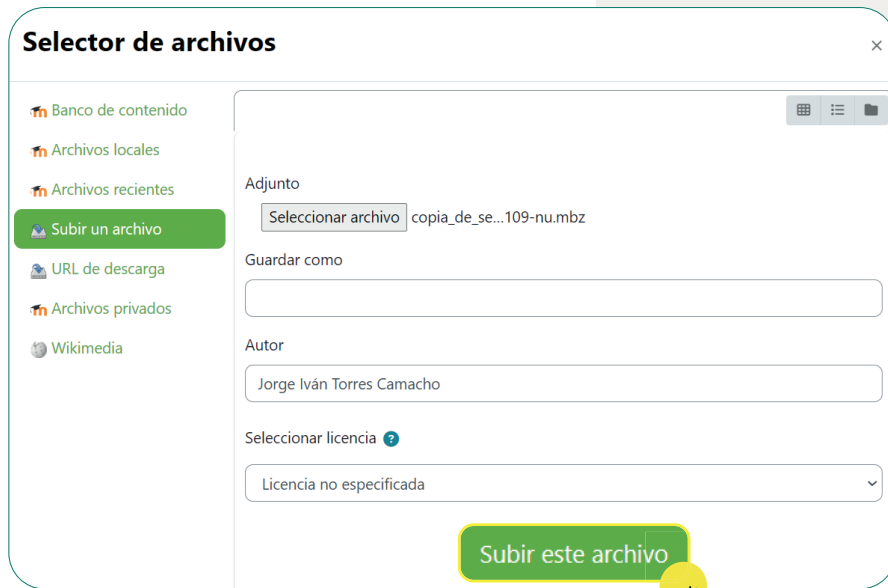 Selector de archivos
×
Banco de contenido
Archivos locales
Archivos recientes
Subir un archivo
URL de descarga
Archivos privados
Wikimedia
Adjunto
Seleccionar archivo copia_de_se...109-nu.mbz
Guardar como
Autor
Jorge Iván Torres Camacho
Seleccionar licencia ?
Licencia no especificada
Subir este archivo